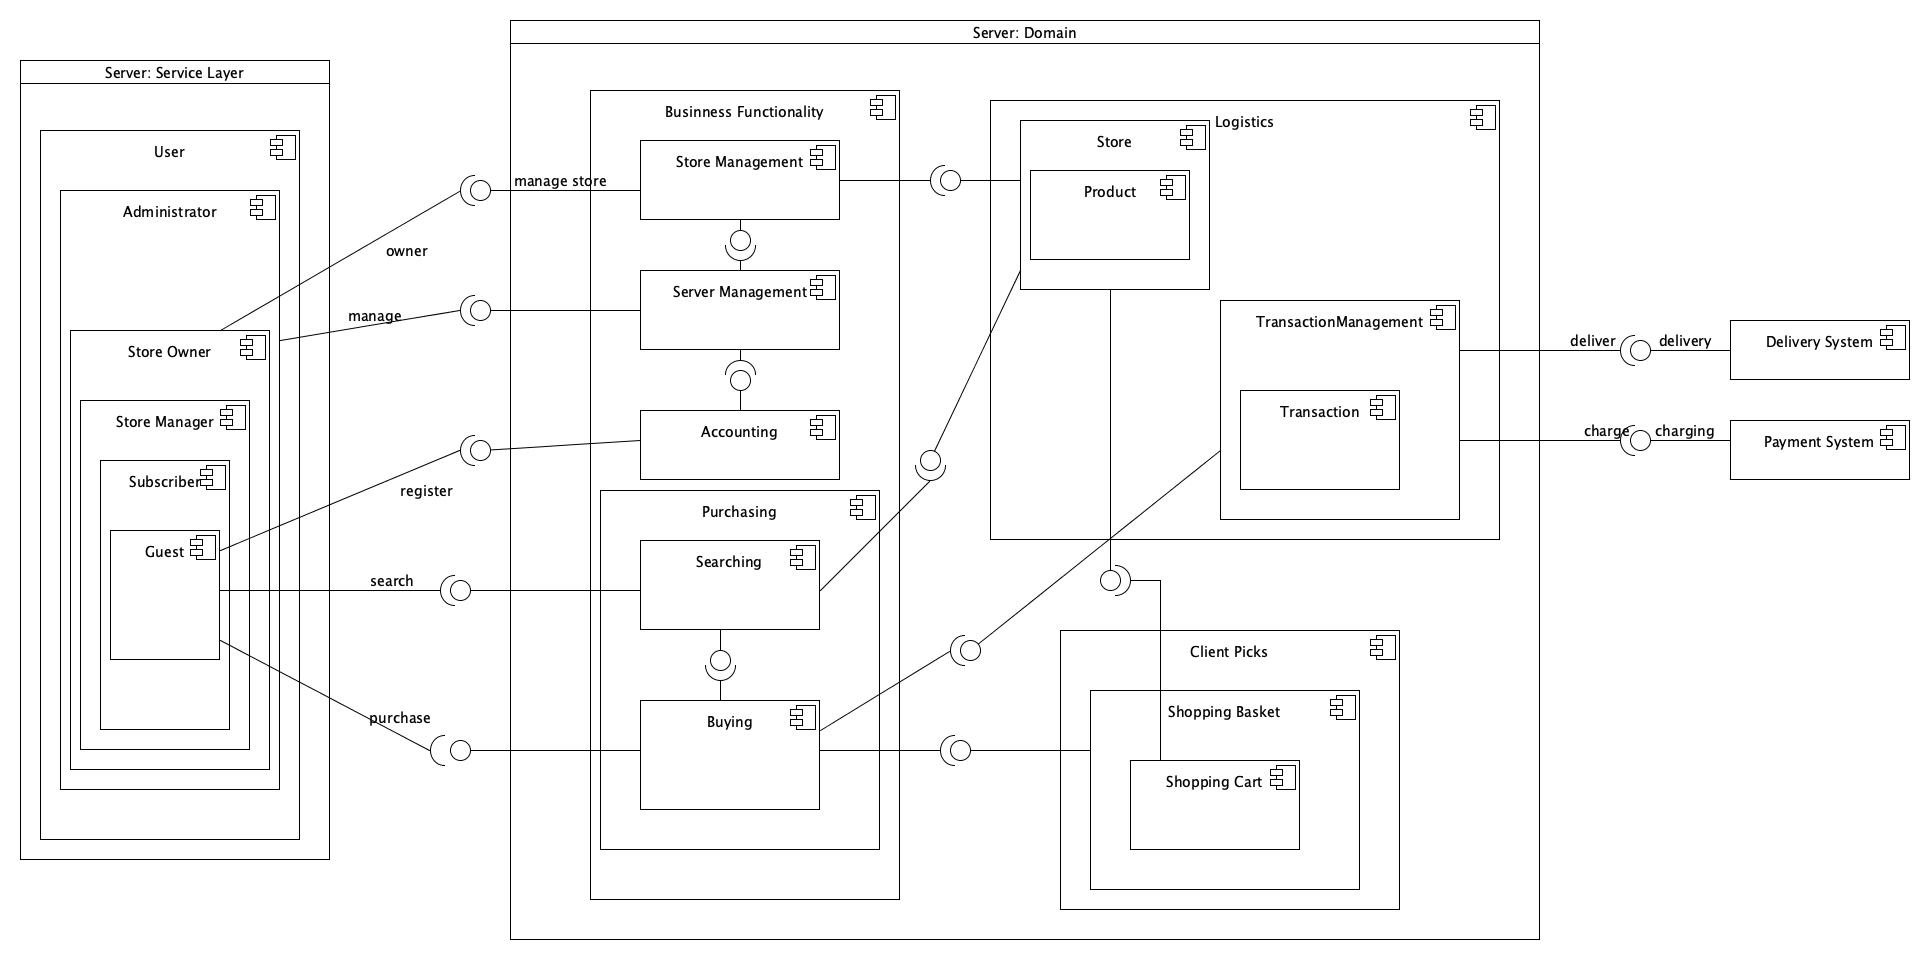 Server: Domain
Server: Service Layer
User
Administrator
Store Owner
Store Manager
Subscriber
Guest
owner
manage
register
search
purchase
manage store
Businness Functionality
Store Management
Server Management
Accounting
Purchasing
Searching
Buying
Logistics
Store
Product
TransactionManagement
Transaction
Client Picks
Shopping Basket
Shopping Cart
deliver
delivery
Delivery System
charge
charging
Payment System